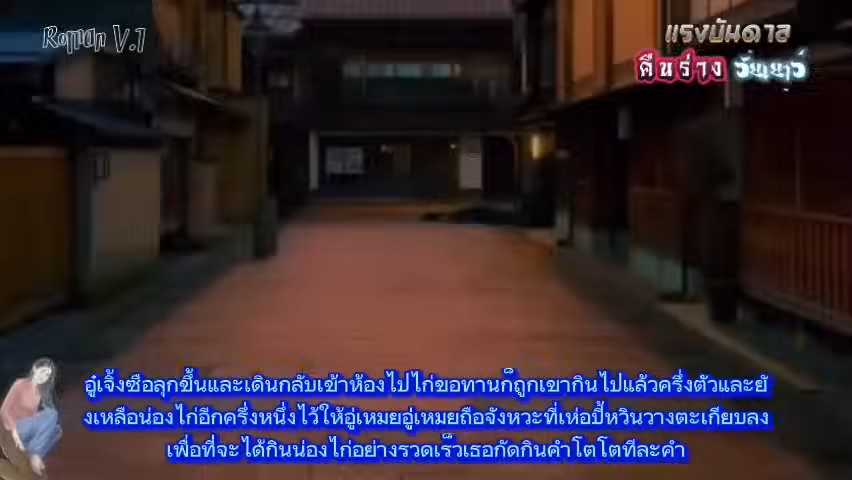 Roman V.1
แรงบันดาล
คืนร่าง
อู๋เจิ้งซือลุกขึ้นและเดินกลับเข้าห้องไปไก่ขอทานก็ถูกเขากินไปแล้วครึ่งตัวและยั
งเหลือน่องไก่อีกครึ่งหนึ่งไว้ให้อู่เหมยอู่เหมยถือจังหวะที่เห่อปี้หวินวางตะเกียบลง
เพื่อที่จะได้กินน่องไก่อย่างรวดเร็วเธอกัดกินคำโตโตทีละคำ